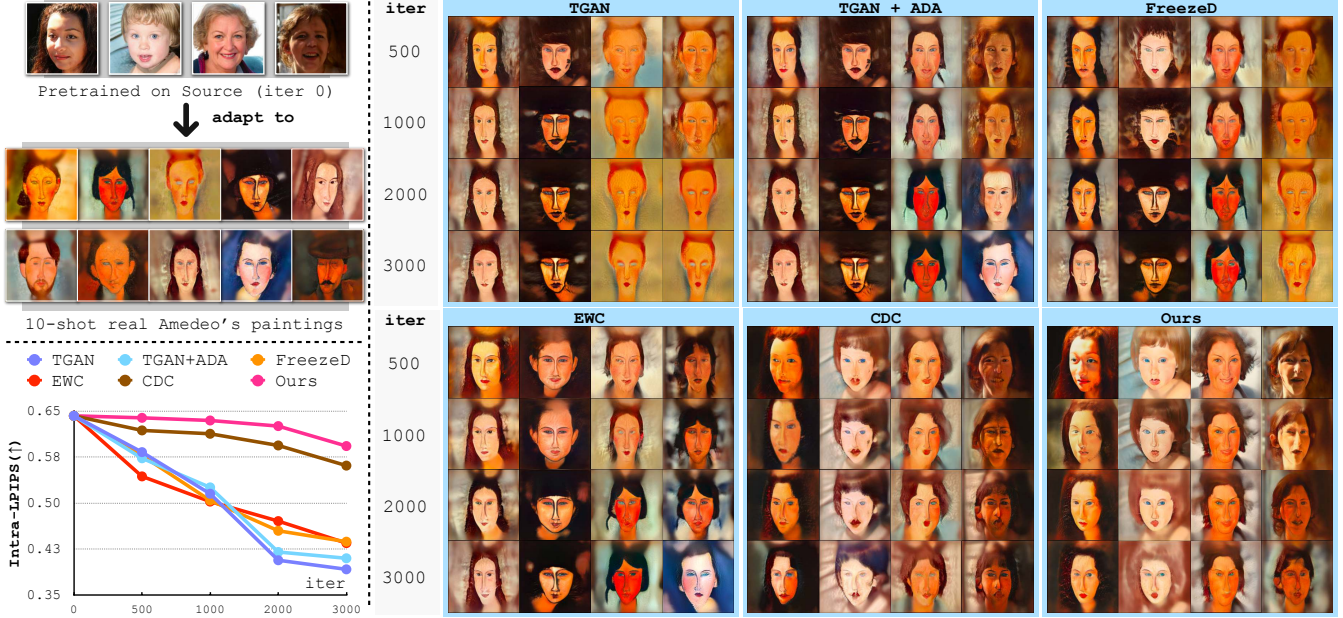 Pretrained on Source (iter 0)
adapt to
10-shot real Amedeo's paintings
TGAN
TGAN+ADA
FreezeD
EWC
CDC
Ours
Intra-LPIPS(↑)
0.65
0.58
0.50
0.43
0.35
iter
0
500
1000
2000
3000
iter
TGAN
TGAN + ADA
FreezeD
500
1000
2000
3000
iter
EWC
CDC
Ours
500
1000
2000
3000